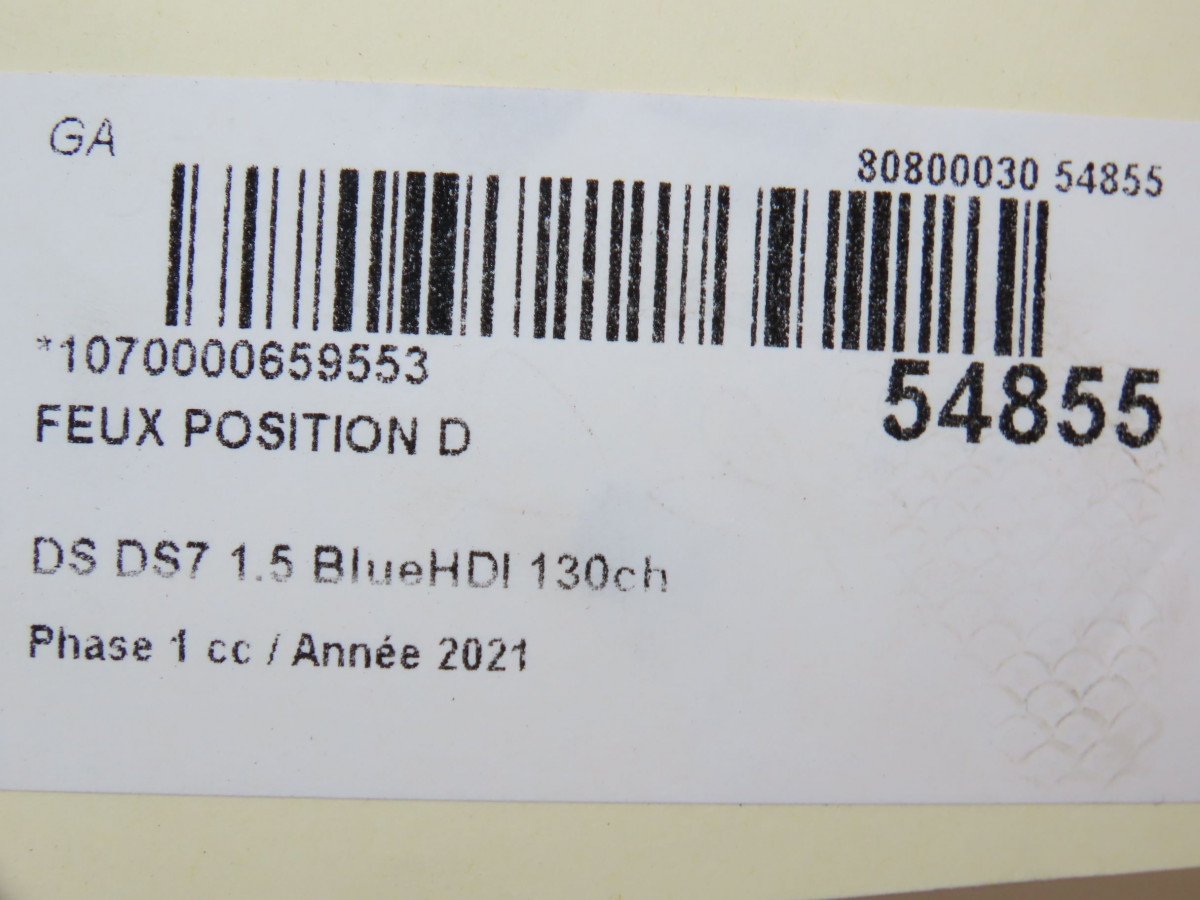 GA
80800030 54855
*1070000659553
54855
FEUX POSITION D
DS DS7 1.5 BlueHDI 130ch
Phase 1 cc / Année 2021